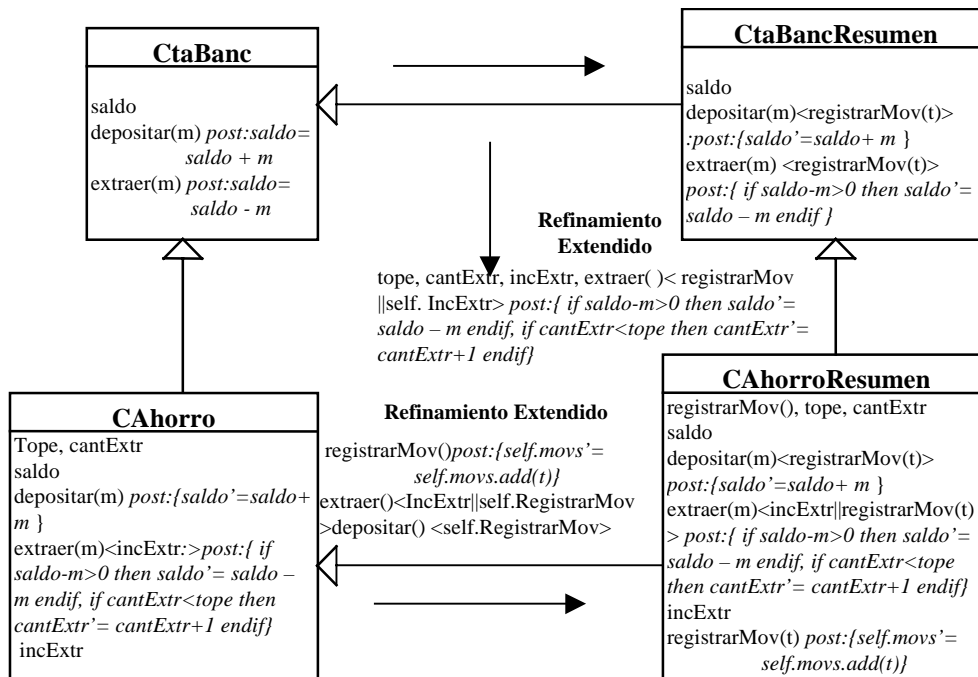 CtaBanc
saldo
depositar(m) post:saldo=
saldo + m
extraer(m) post:saldo=
saldo - m
CtaBancResumen
saldo
depositar(m)<registrarMov(t)>
:post:{saldo’=saldo+ m }
extraer(m) <registrarMov(t)>
post:{ if saldo-m>0 then saldo’=
saldo – m endif }
Refinamiento
Extendido
tope, cantExtr, incExtr, extraer( )< registrarMov
||self. IncExtr> post:{ if saldo-m>0 then saldo’=
saldo – m endif, if cantExtr<tope then cantExtr’=
cantExtr+1 endif}
CAhorro
Tope, cantExtr
saldo
depositar(m) post:{saldo’=saldo+
m }
extraer(m)<incExtr:>post:{ if
saldo-m>0 then saldo’= saldo –
m endif, if cantExtr<tope then
cantExtr’= cantExtr+1 endif}
incExtr
Refinamiento Extendido
registrarMov()post:{self.movs’=
self.movs.add(t)}
extraer()<IncExtr||self.RegistrarMov
>depositar() <self.RegistrarMov>
CAhorroResumen
registrarMov(), tope, cantExtr
saldo
depositar(m)<registrarMov(t)>
post:{saldo’=saldo+ m }
extraer(m)<incExtr||registrarMov(t)
> post:{ if saldo-m>0 then saldo’=
saldo – m endif, if cantExtr<tope
then cantExtr’= cantExtr+1 endif}
incExtr
registrarMov(t) post:{self.movs’=
self.movs.add(t)}